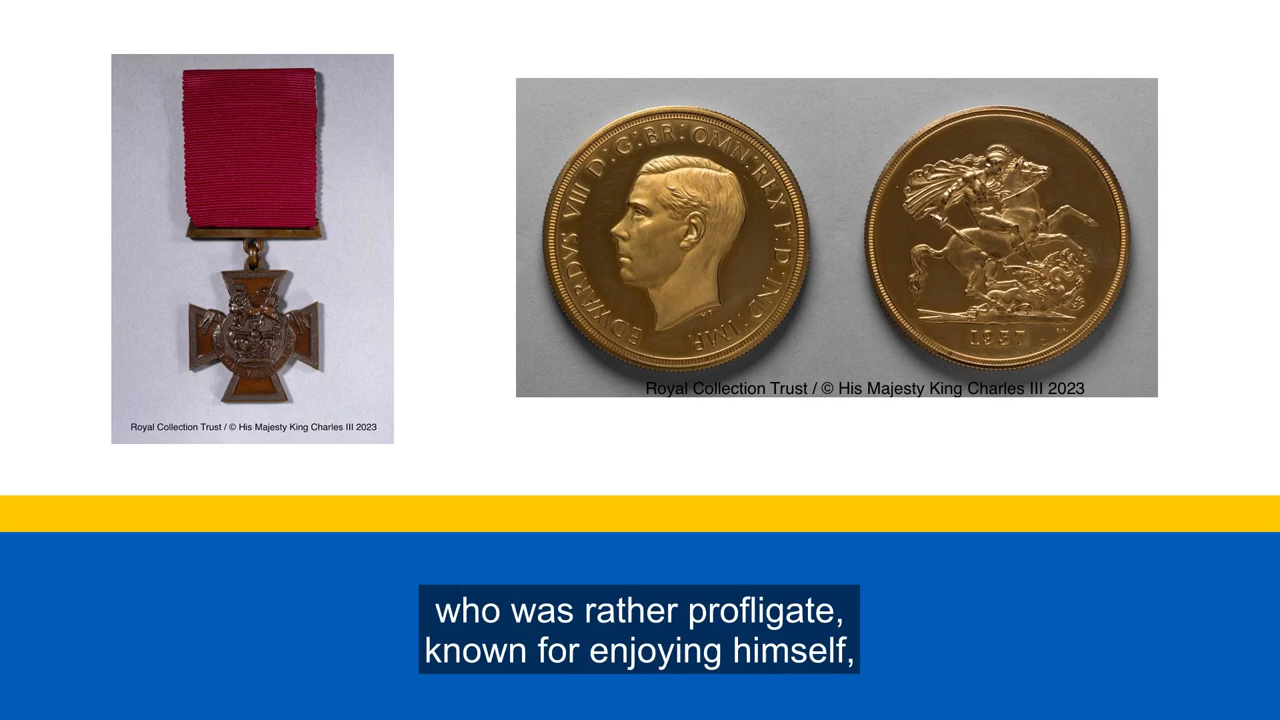 EDWARDVS VIII D:G:BR:OMN:REX F:D:IND:IMP.
1937
Royal Collection Trust / © His Majesty King Charles III 2023
Royal Collection Trust / © His Majesty King Charles III 2023
who was rather profligate,
known for enjoying himself,